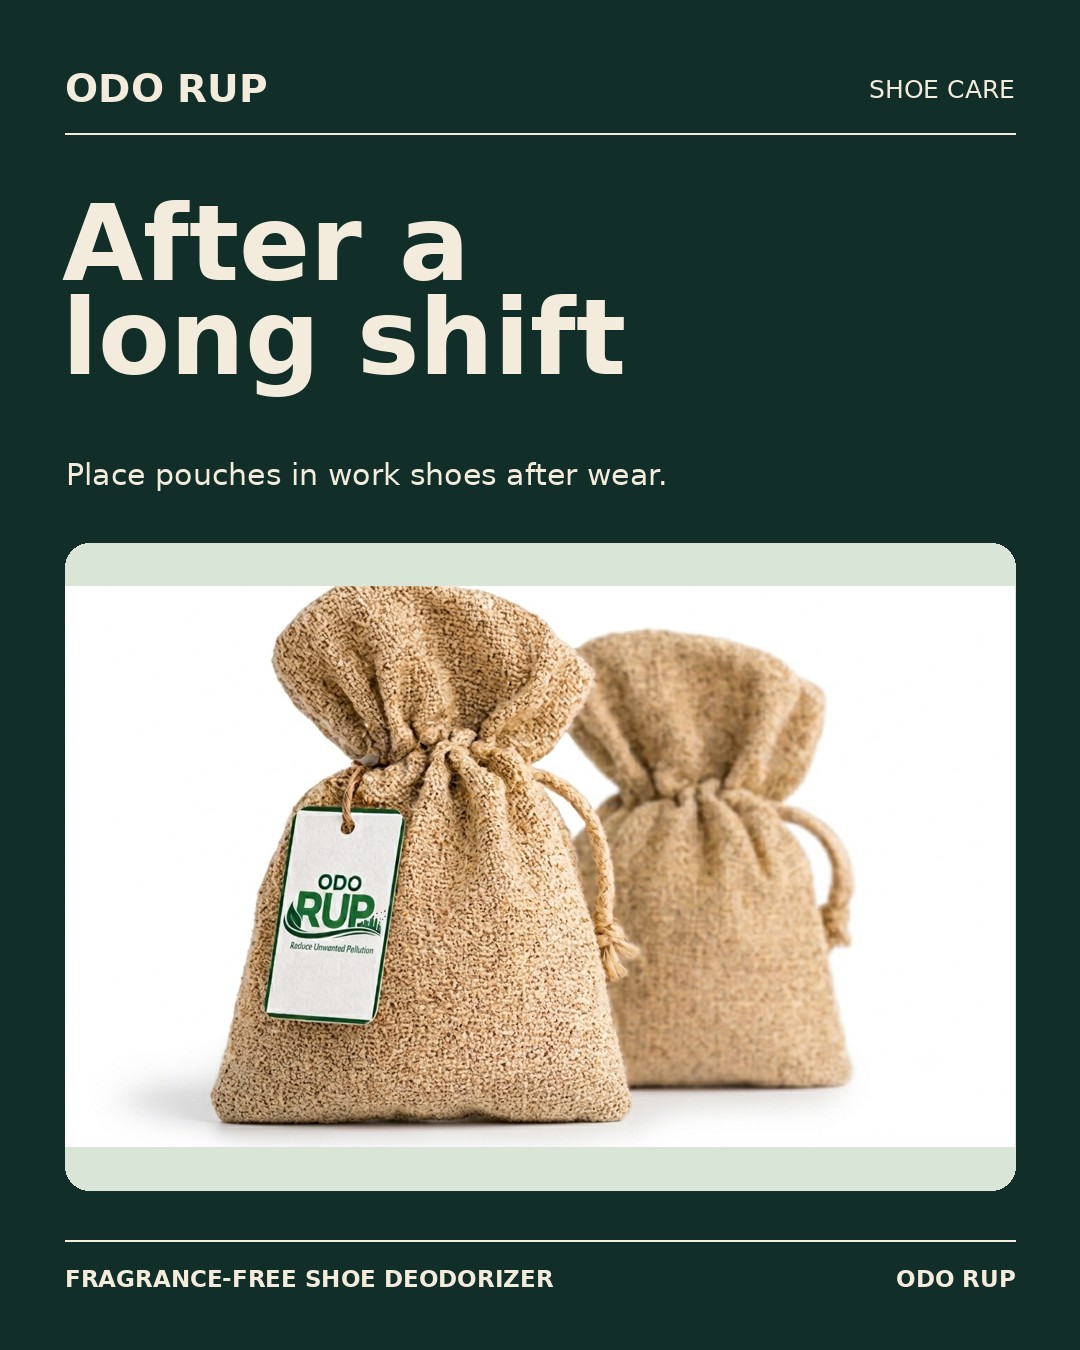 ODO RUP
SHOE CARE
After a
long shift
Place pouches in work shoes after wear.
ODO
RUP
Reduce Unwanted Pollution
FRAGRANCE-FREE SHOE DEODORIZER
ODO RUP